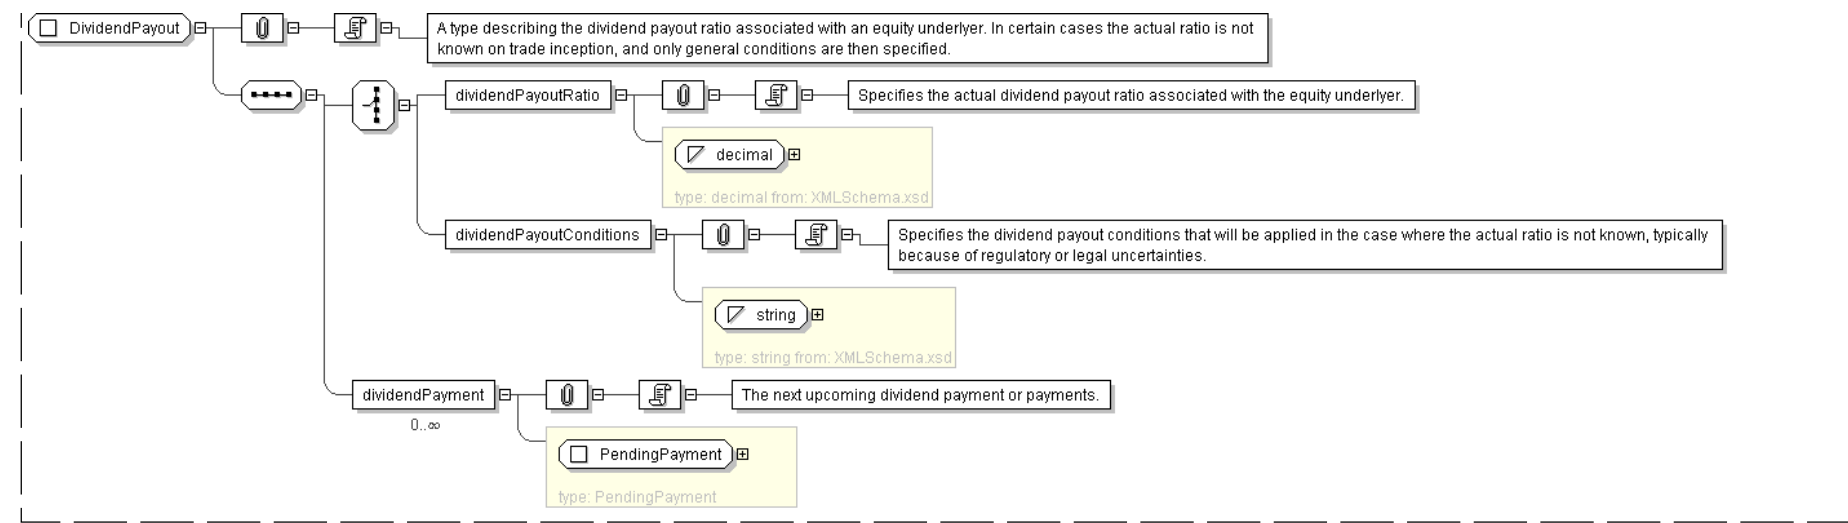 DividendPayout
A type describing the dividend payout ratio associated with an equity underlyer. In certain cases the actual ratio is not
known on trade inception, and only general conditions are then specified.
dividendPayoutRatio
Specifies the actual dividend payout ratio associated with the equity underlyer.
decimal
type: decimal from: XMLSchema.xsd
dividendPayoutConditions
Specifies the dividend payout conditions that will be applied in the case where the actual ratio is not known, typically
because of regulatory or legal uncertainties.
string
type: string from: XMLSchema.xsd
dividendPayment
The next upcoming dividend payment or payments.
0..∞
PendingPayment
type: PendingPayment